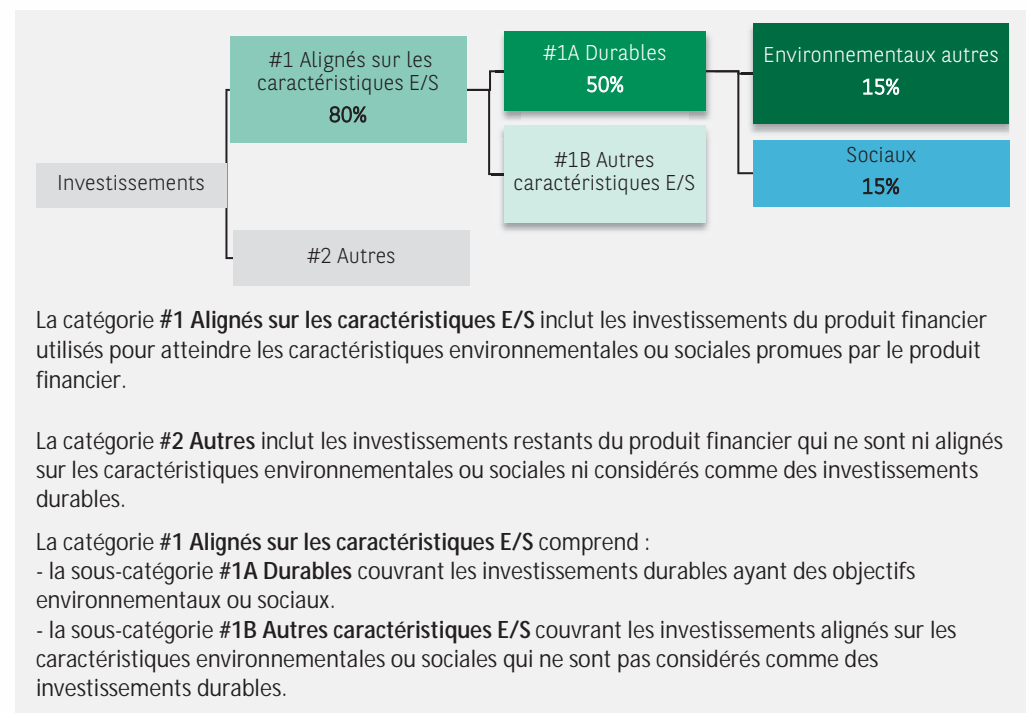 #1 Alignés sur les
caractéristiques E/S
80%
#1A Durables
50%
Environnementaux autres
15%
#1B Autres
caractéristiques E/S
Sociaux
15%
Investissements
#2 Autres
La catégorie #1 Alignés sur les caractéristiques E/S inclut les investissements du produit financier
utilisés pour atteindre les caractéristiques environnementales ou sociales promues par le produit
financier.
La catégorie #2 Autres inclut les investissements restants du produit financier qui ne sont ni alignés
sur les caractéristiques environnementales ou sociales ni considérés comme des investissements
durables.
La catégorie #1 Alignés sur les caractéristiques E/S comprend :
- la sous-catégorie #1A Durables couvrant les investissements durables ayant des objectifs
environnementaux ou sociaux.
- la sous-catégorie #1B Autres caractéristiques E/S couvrant les investissements alignés sur les
caractéristiques environnementales ou sociales qui ne sont pas considérés comme des
investissements durables.